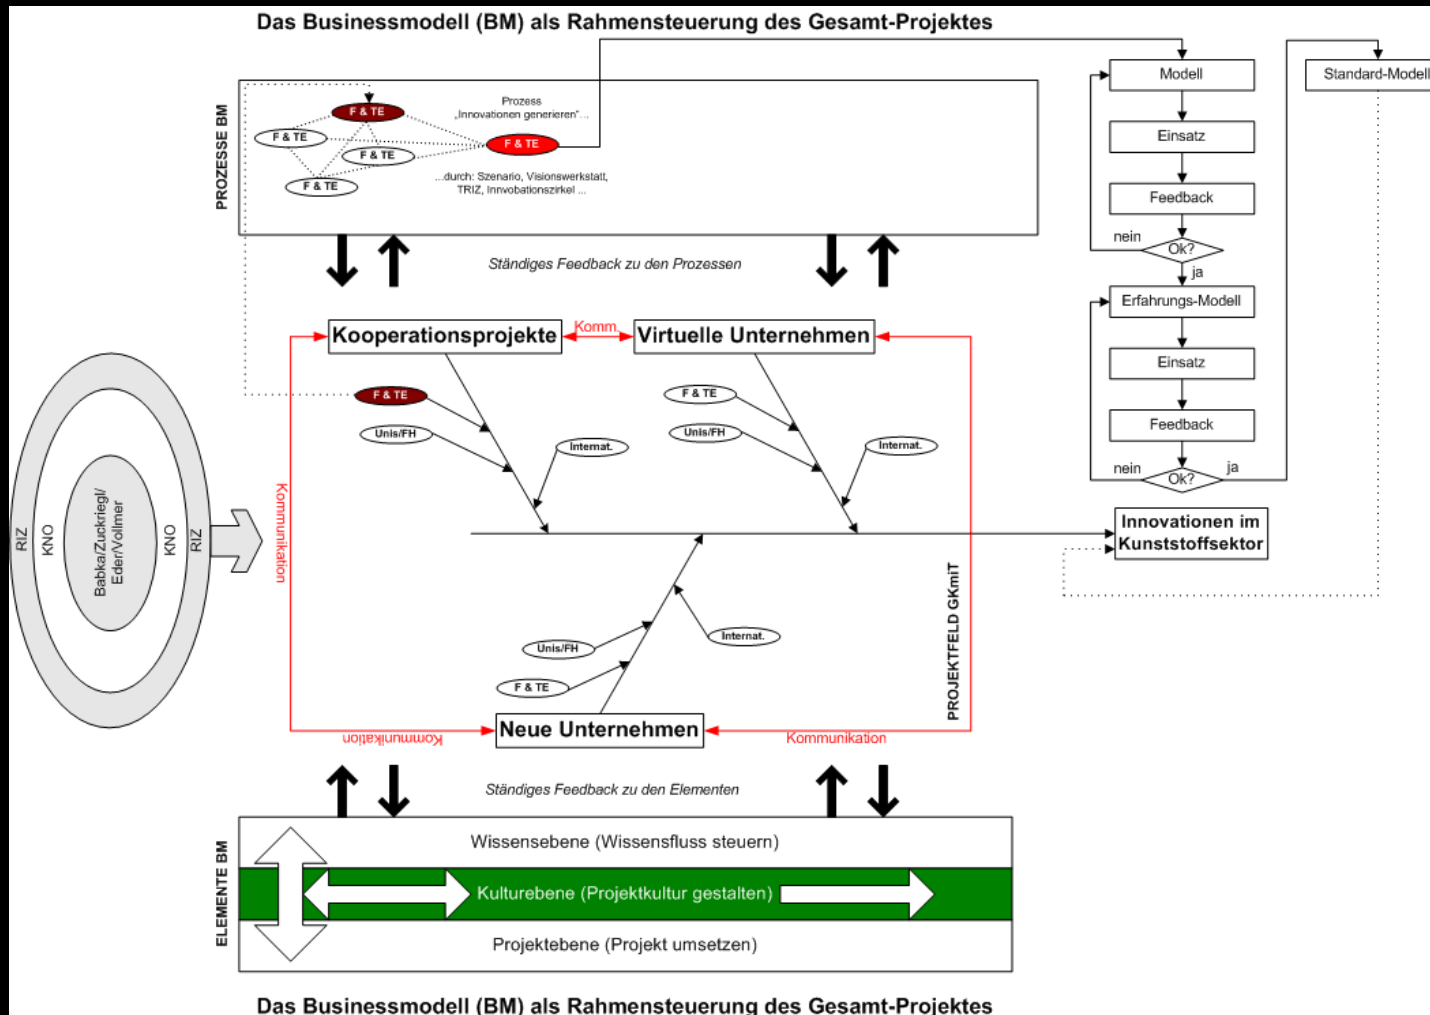 Das Businessmodell (BM) als Rahmensteuerung des Gesamt-Projektes
PROZESSE BM
F & TE
F & TE
F & TE
F & TE
Prozess
„Innovationen generieren“...
F & TE
...durch: Szenario, Visionswerkstatt,
TRIZ, Innvobationszirkel ...
Modell
Einsatz
Feedback
nein
Ok?
ja
Erfahrungs-Modell
Einsatz
Feedback
nein
Ok?
ja
Standard-Modell
Ständiges Feedback zu den Prozessen
Kooperationsprojekte
Komm.
Virtuelle Unternehmen
F & TE
Unis/FH
Internat.
F & TE
Unis/FH
Internat.
RIZ
KNO
Babka/Zuckriegl/
Eder/Vollmer
KNO
RIZ
Kommunikation
Innovationen im
Kunststoffsektor
PROJEKTFELD GKmiT
Unis/FH
Internat.
F & TE
Neue Unternehmen
Kommunikation
Kommunikation
Ständiges Feedback zu den Elementen
ELEMENTE BM
Wissensebene (Wissensfluss steuern)
Kulturebene (Projektkultur gestalten)
Projektebene (Projekt umsetzen)
Das Businessmodell (BM) als Rahmensteuerung des Gesamt-Projektes